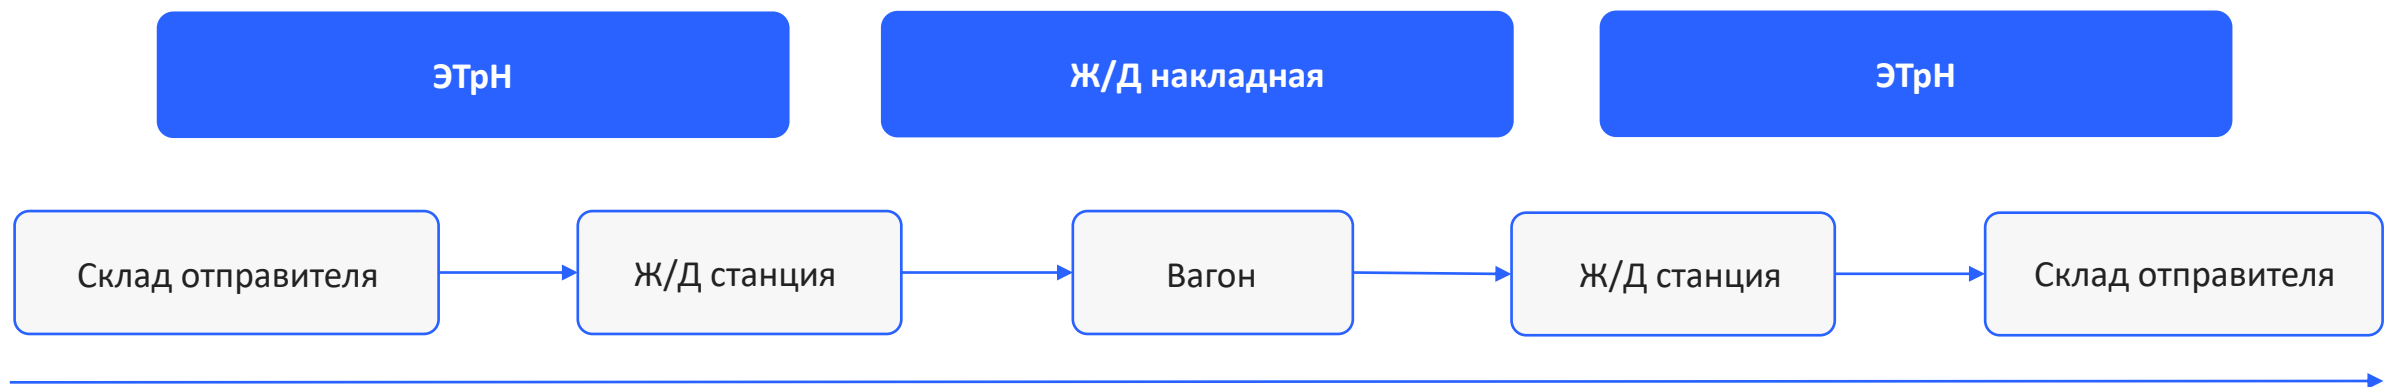 ЭТрН
Ж/Д накладная
ЭТрН
Склад отправителя
Ж/Д станция
Вагон
Ж/Д станция
Склад отправителя